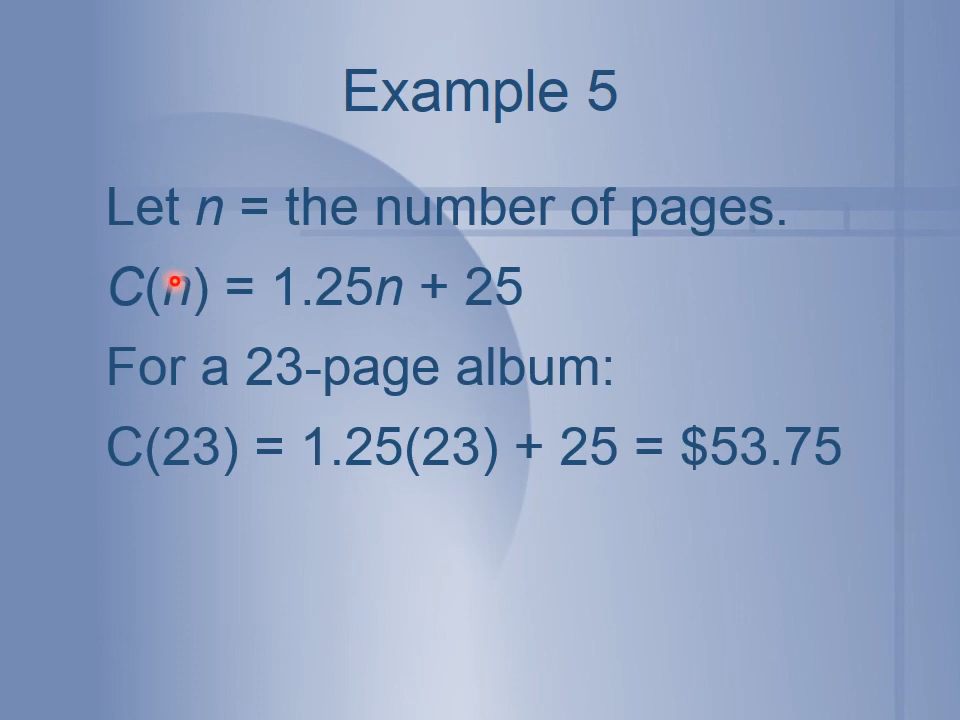 Example 5
Let n = the number of pages.
C(n) = 1.25n + 25
For a 23-page album:
C(23) = 1.25(23) + 25 = $53.75